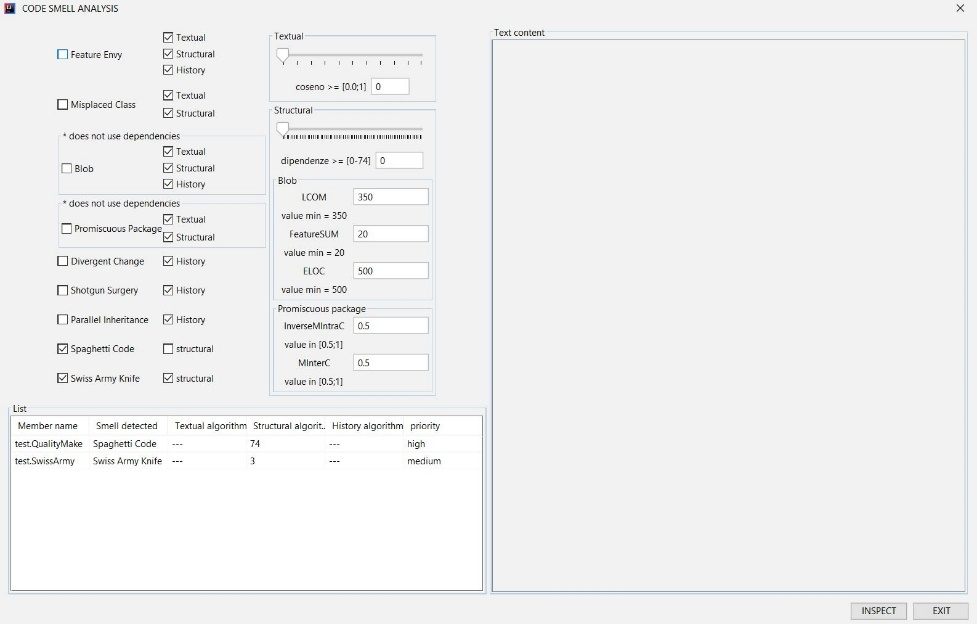 CODE SMELL ANALYSIS
Feature Envy
Textual
Structural
History
Misplaced Class
Textual
Structural
* does not use dependencies
Blob
Textual
Structural
History
* does not use dependencies
Promiscuous Package
Textual
Structural
Divergent Change
History
Shotgun Surgery
History
Parallel Inheritance
History
Spaghetti Code
structural
Swiss Army Knife
structural
Textual
coseno >= [0.0;1] 0
Structural
dipendenze >= [0-74] 0
Blob
LCOM 350
value min = 350
FeatureSUM 20
value min = 20
ELOC 500
value min = 500
Promiscuous package
InverseMIntraC 0.5
value in [0.5;1]
MInterC 0.5
value in [0.5;1]
Text content
List
Member name Smell detected Textual algorithm Structural algorit.. History algorithm priority
test.QualityMake Spaghetti Code --- 74 --- high
test.SwissArmy Swiss Army Knife --- 3 --- medium
INSPECT EXIT